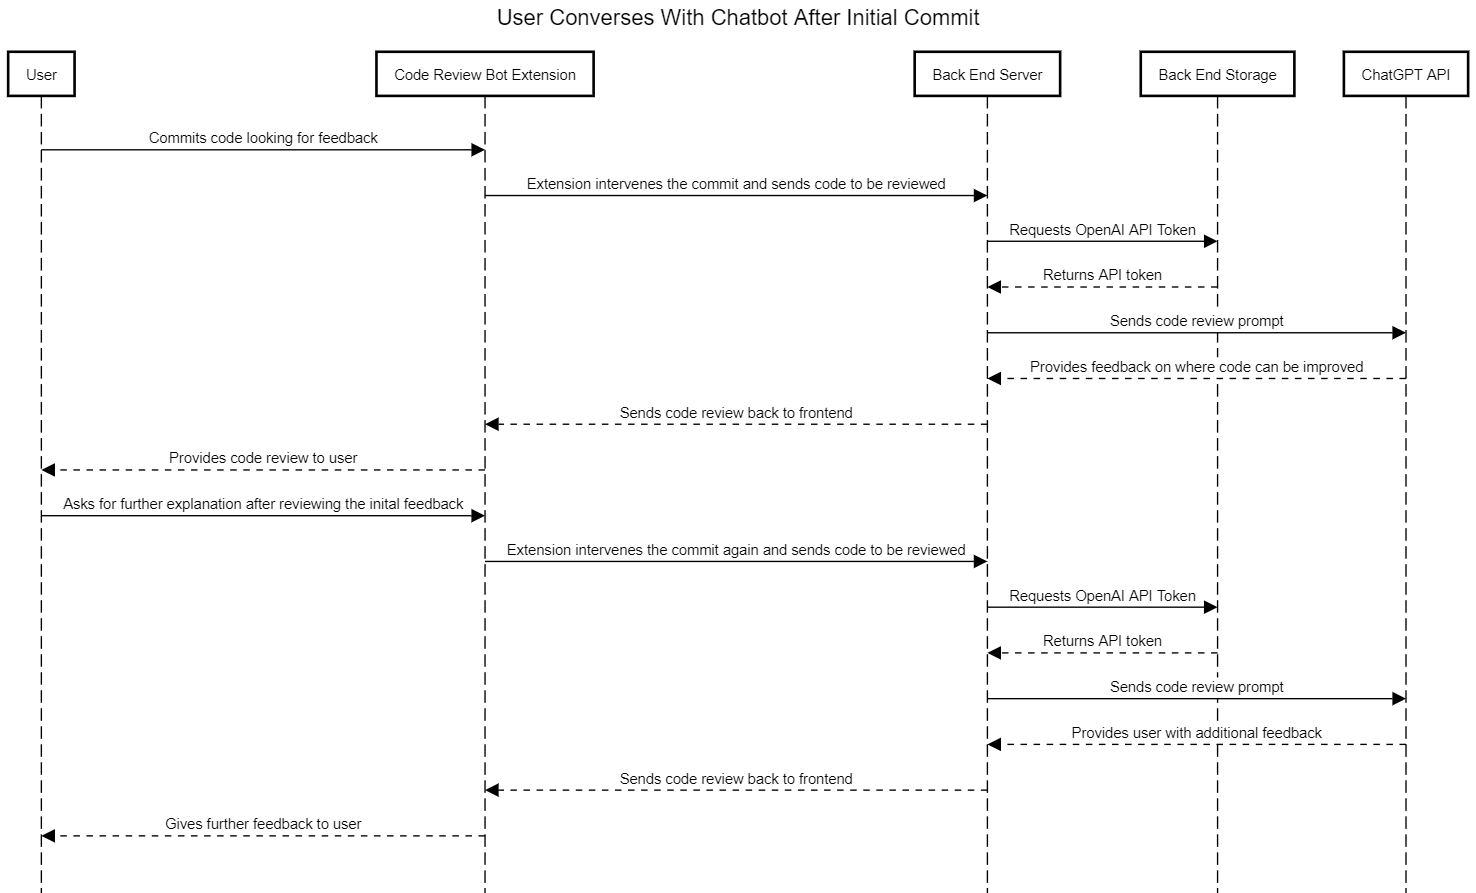 User Converses With Chatbot After Initial Commit
User
Code Review Bot Extension
Back End Server
Back End Storage
ChatGPT API
Commits code looking for feedback
Extension intervenes the commit and sends code to be reviewed
Requests OpenAI API Token
Returns API token
Sends code review prompt
Provides feedback on where code can be improved
Sends code review back to frontend
Provides code review to user
Asks for further explanation after reviewing the inital feedback
Extension intervenes the commit again and sends code to be reviewed
Requests OpenAI API Token
Returns API token
Sends code review prompt
Provides user with additional feedback
Sends code review back to frontend
Gives further feedback to user